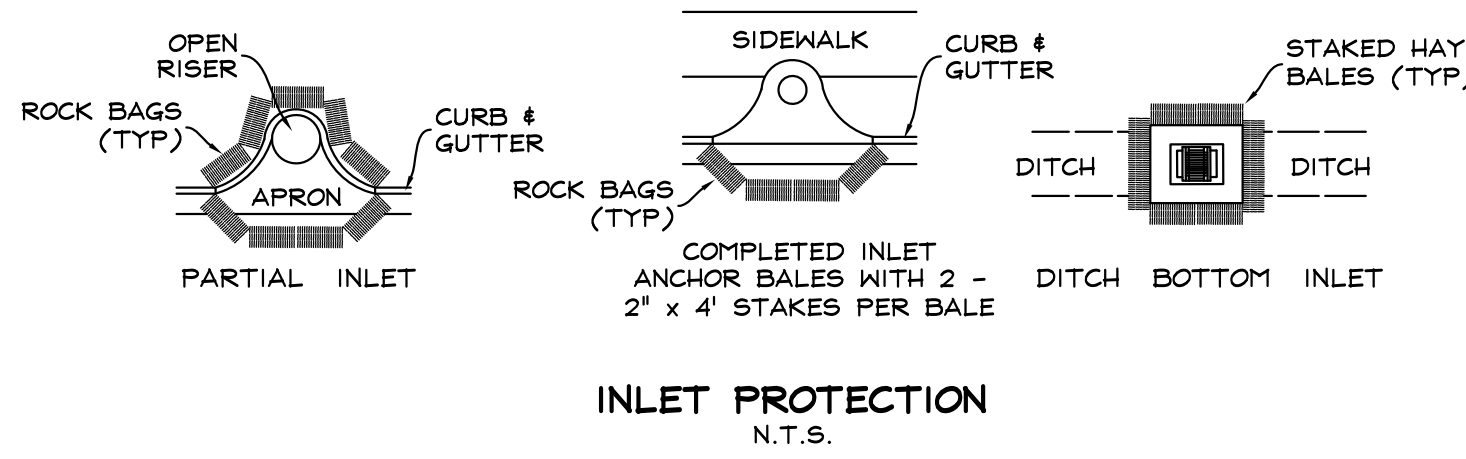 OPEN
RISER
ROCK BAGS
(TYP)
CURB &
GUTTER
APRON
PARTIAL INLET
SIDEWALK
CURB &
GUTTER
ROCK BAGS
(TYP)
COMPLETED INLET
ANCHOR BALES WITH 2 -
2" x 4' STAKES PER BALE
STAKED HAY
BALES (TYP.
DITCH
DITCH
DITCH BOTTOM INLET
INLET PROTECTION
N.T.S.